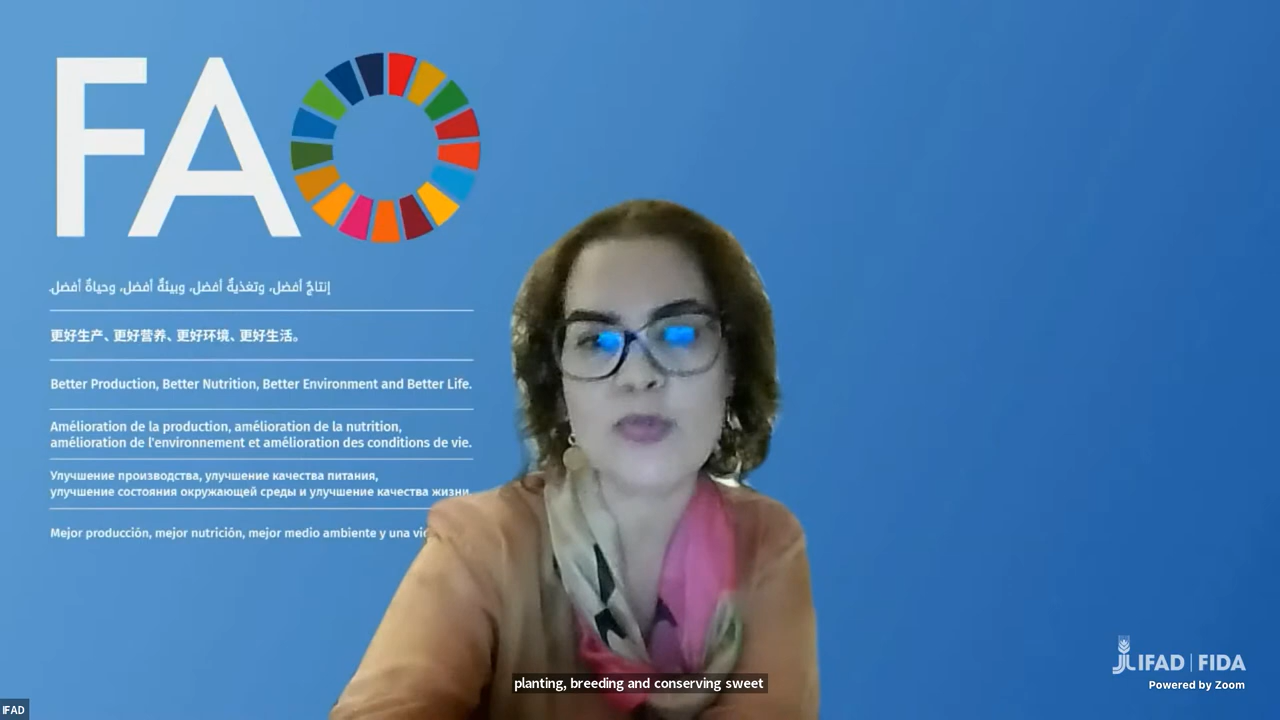 FAO
إنتاجٌ أفضل، وتغذيةٌ أفضل، وبيئةٌ أفضل، وحياةٌ أفضل.
更好生产、更好营养、更好环境、更好生活。
Better Production, Better Nutrition, Better Environment and Better Life.
Amélioration de la production, amélioration de la nutrition,
amélioration de l'environnement et amélioration des conditions de vie.
Улучшение производства, улучшение качества питания,
улучшение состояния окружающей среды и улучшение качества жизни
Mejor producción, mejor nutrición, mejor medio ambiente y una
planting, breeding and conserving sweet
JLIFAD | FIDA
Powered by Zoom
IFAD